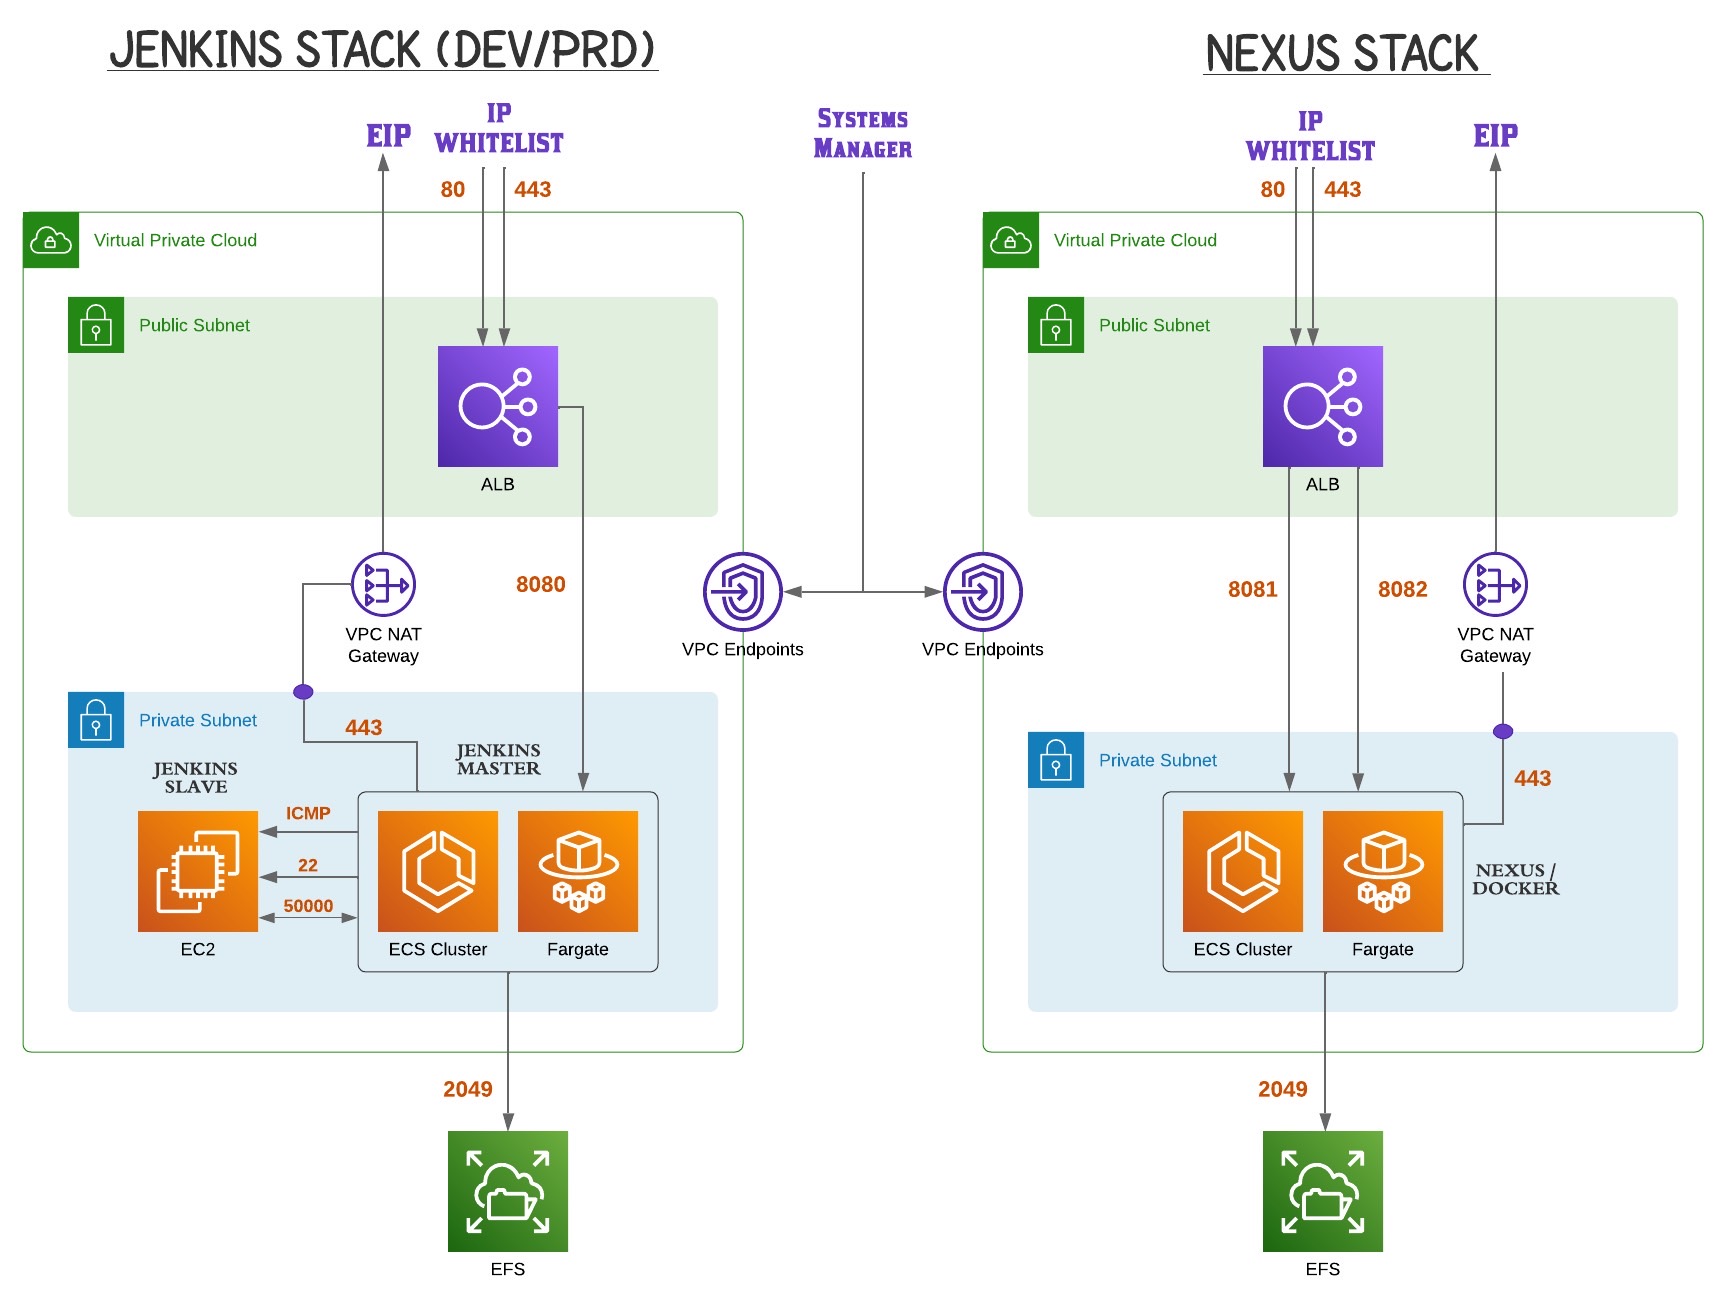 JENKINS STACK (DEV/PRD)
NEXUS STACK
EIP
IP
WHITELIST
80
443
SYSTEMS
MANAGER
IP
WHITELIST
EIP
80
443
Virtual Private Cloud
Public Subnet
ALB
8080
VPC NAT
Gateway
VPC Endpoints
VPC Endpoints
Private Subnet
443
JENKINS
MASTER
JENKINS
SLAVE
ICMP
22
50000
EC2
ECS Cluster
Fargate
2049
EFS
Virtual Private Cloud
Public Subnet
ALB
8081
8082
VPC NAT
Gateway
Private Subnet
443
NEXUS /
DOCKER
ECS Cluster
Fargate
2049
EFS